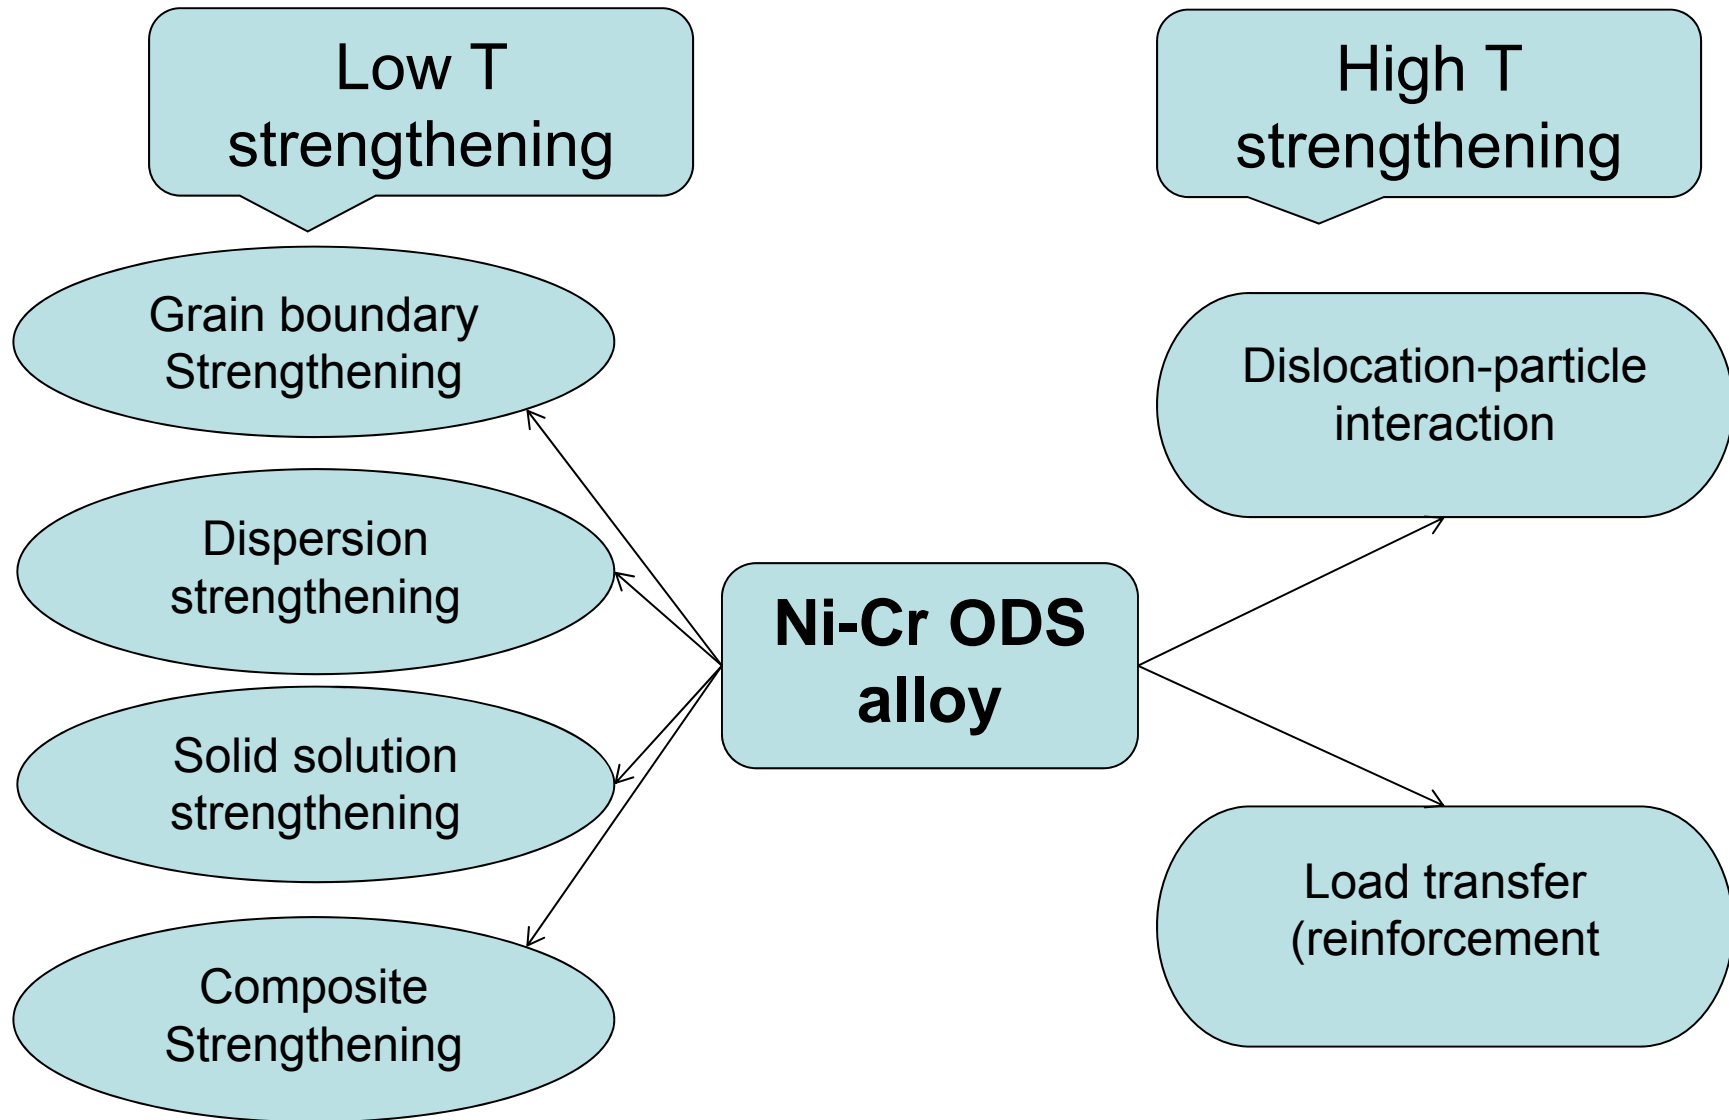 Low T
strengthening
High T
strengthening
Grain boundary
Strengthening
Dispersion
strengthening
Solid solution
strengthening
Composite
Strengthening
Ni-Cr ODS
alloy
Dislocation-particle
interaction
Load transfer
(reinforcement